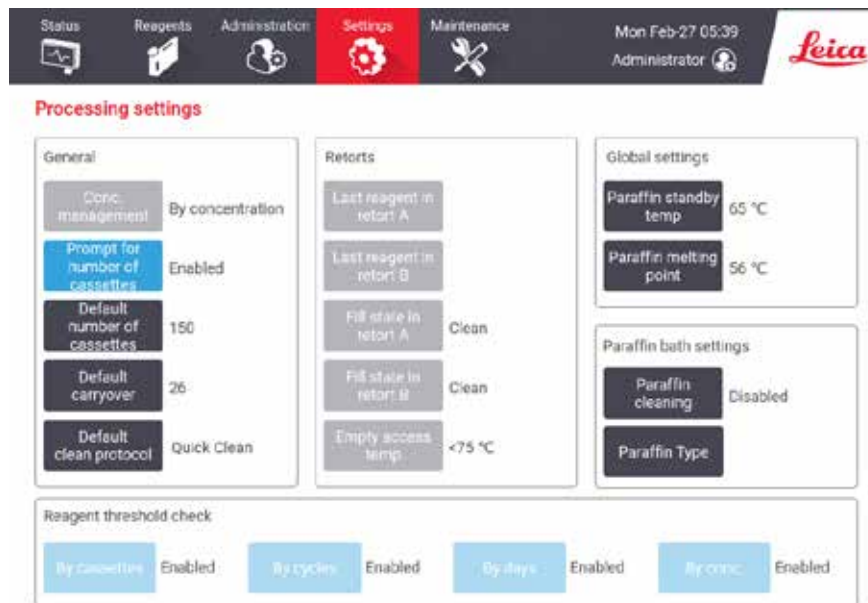 Status Reagents Administration Settings Maintenance
Mon Feb-27 05:39
Administrator
Leica
Processing settings
General
Conc. management By concentration
Prompt for number of cassettes Enabled
Default number of cassettes 150
Default carryover 26
Default clean protocol Quick Clean
Retorts
Last reagent in retort A
Last reagent in retort B
Fill state in retort A Clean
Fill state in retort B Clean
Empty access temp <75 °C
Global settings
Paraffin standby temp 65 °C
Paraffin melting point 56 °C
Paraffin bath settings
Paraffin cleaning Disabled
Paraffin Type
Reagent threshold check
By cassettes Enabled By cycles Enabled By days Enabled By conc. Enabled